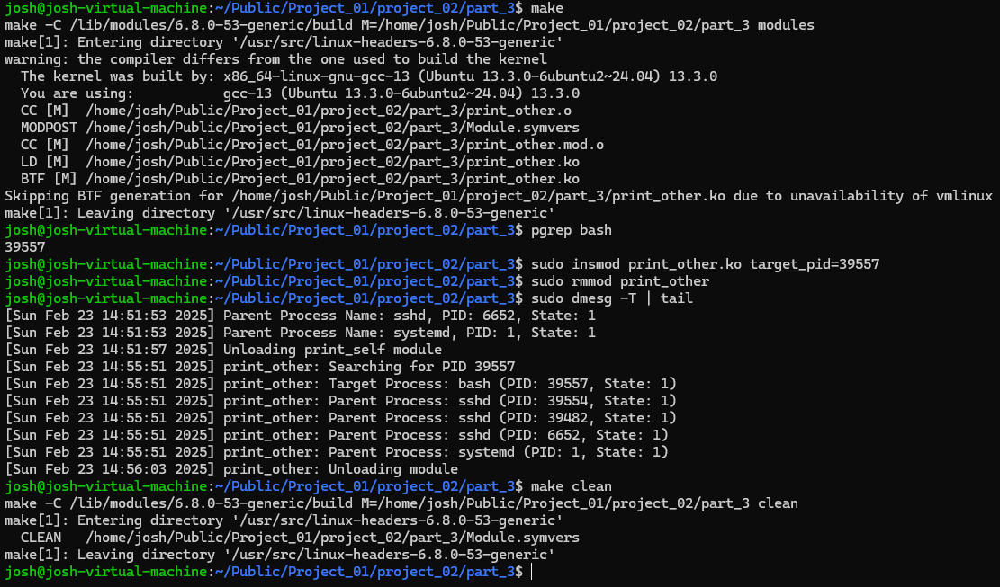 josh@josh-virtual-machine:~/Public/Project_01/project_02/part_3$ make
make -C /lib/modules/6.8.0-53-generic/build M=/home/josh/Public/Project_01/project_02/part_3 modules
make[1]: Entering directory '/usr/src/linux-headers-6.8.0-53-generic'
warning: the compiler differs from the one used to build the kernel
  The kernel was built by: x86_64-linux-gnu-gcc-13 (Ubuntu 13.3.0-6ubuntu2~24.04) 13.3.0
  You are using:           gcc-13 (Ubuntu 13.3.0-6ubuntu2~24.04) 13.3.0
  CC [M]  /home/josh/Public/Project_01/project_02/part_3/print_other.o
  MODPOST /home/josh/Public/Project_01/project_02/part_3/Module.symvers
  CC [M]  /home/josh/Public/Project_01/project_02/part_3/print_other.mod.o
  LD [M]  /home/josh/Public/Project_01/project_02/part_3/print_other.ko
  BTF [M] /home/josh/Public/Project_01/project_02/part_3/print_other.ko
Skipping BTF generation for /home/josh/Public/Project_01/project_02/part_3/print_other.ko due to unavailability of vmlinux
make[1]: Leaving directory '/usr/src/linux-headers-6.8.0-53-generic'
josh@josh-virtual-machine:~/Public/Project_01/project_02/part_3$ pgrep bash
39557
josh@josh-virtual-machine:~/Public/Project_01/project_02/part_3$ sudo insmod print_other.ko target_pid=39557
josh@josh-virtual-machine:~/Public/Project_01/project_02/part_3$ sudo rmmod print_other
josh@josh-virtual-machine:~/Public/Project_01/project_02/part_3$ sudo dmesg -T | tail
[Sun Feb 23 14:51:53 2025] Parent Process Name: sshd, PID: 6652, State: 1
[Sun Feb 23 14:51:53 2025] Parent Process Name: systemd, PID: 1, State: 1
[Sun Feb 23 14:51:57 2025] Unloading print_self module
[Sun Feb 23 14:55:51 2025] print_other: Searching for PID 39557
[Sun Feb 23 14:55:51 2025] print_other: Target Process: bash (PID: 39557, State: 1)
[Sun Feb 23 14:55:51 2025] print_other: Parent Process: sshd (PID: 39554, State: 1)
[Sun Feb 23 14:55:51 2025] print_other: Parent Process: sshd (PID: 39482, State: 1)
[Sun Feb 23 14:55:51 2025] print_other: Parent Process: sshd (PID: 6652, State: 1)
[Sun Feb 23 14:55:51 2025] print_other: Parent Process: systemd (PID: 1, State: 1)
[Sun Feb 23 14:56:03 2025] print_other: Unloading module
josh@josh-virtual-machine:~/Public/Project_01/project_02/part_3$ make clean
make -C /lib/modules/6.8.0-53-generic/build M=/home/josh/Public/Project_01/project_02/part_3 clean
make[1]: Entering directory '/usr/src/linux-headers-6.8.0-53-generic'
  CLEAN   /home/josh/Public/Project_01/project_02/part_3/Module.symvers
make[1]: Leaving directory '/usr/src/linux-headers-6.8.0-53-generic'
josh@josh-virtual-machine:~/Public/Project_01/project_02/part_3$